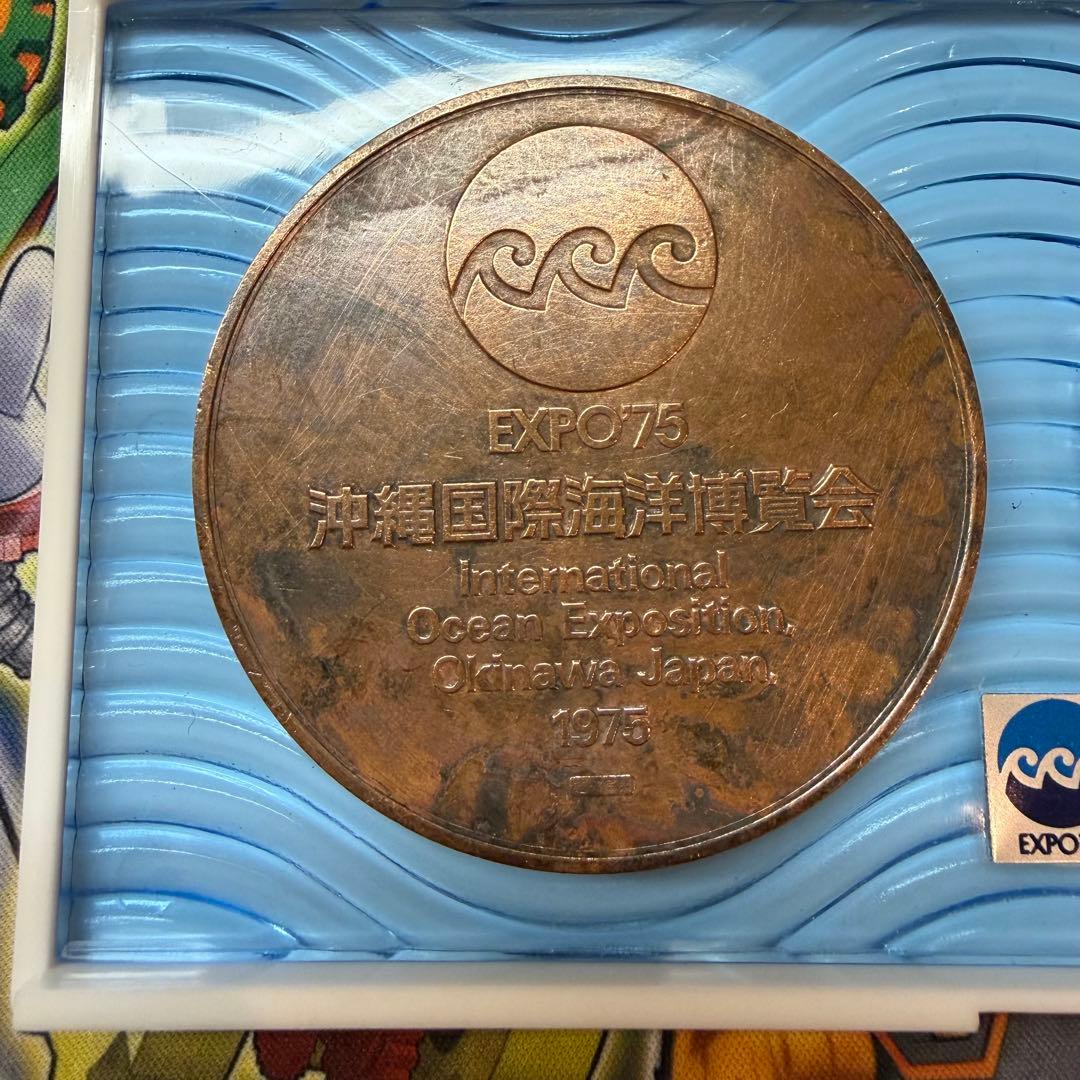 EXPO'75
沖縄国際海洋博覧会
International
Ocean Exposition,
Okinawa Japan,
1975
EXPO'